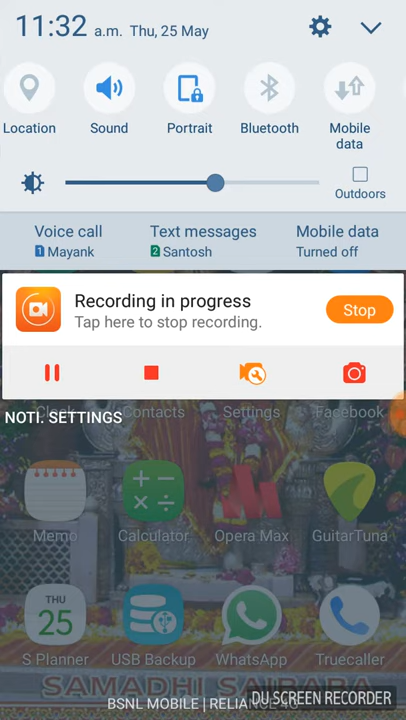 11:32 a.m. Thu, 25 May
Location Sound Portrait Bluetooth Mobile data
Outdoors
Voice call Text messages Mobile data
1 Mayank 2 Santosh Turned off
Recording in progress
Stop
Tap here to stop recording.
Clock Contacts Settings Facebook
NOTI. SETTINGS
Memo Calculator Opera Max GuitarTuna
THU
25
S Planner USB Backup WhatsApp Truecaller
SAMADHI SAIBABA
BSNL MOBILE | RELIANCE 4G
DU SCREEN RECORDER